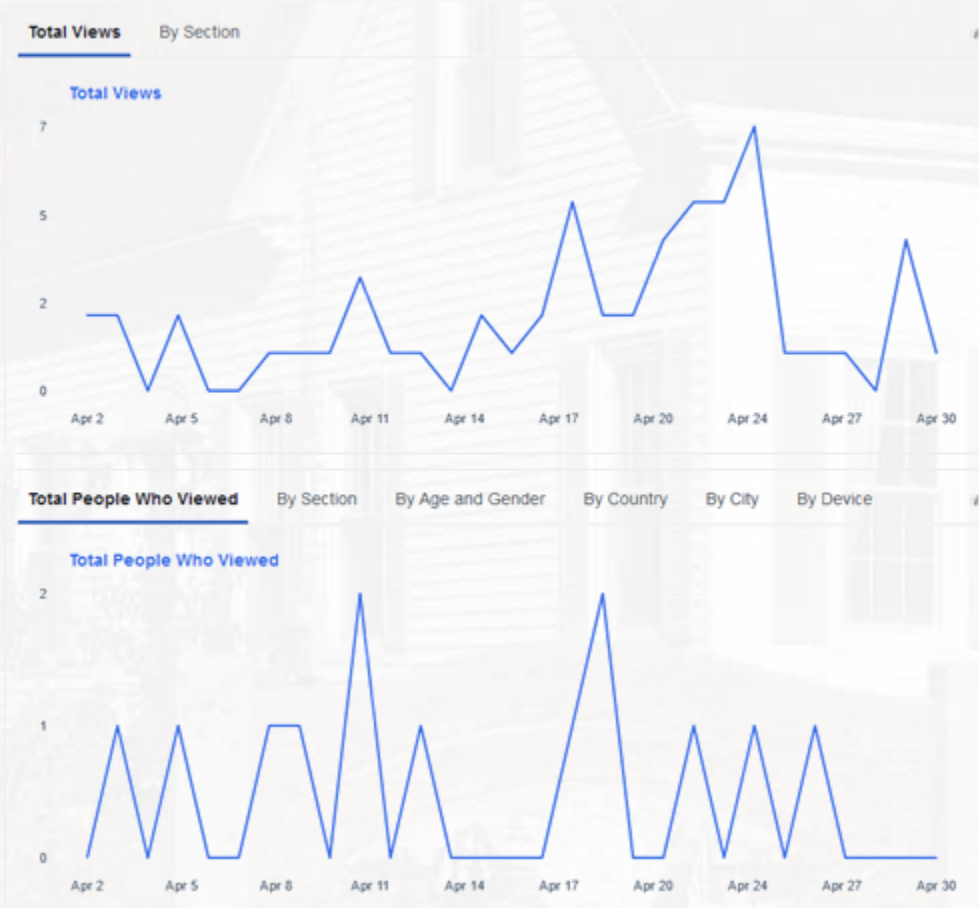 Total Views By Section
Total Views
7
5
2
0
Apr 2 Apr 5 Apr 8 Apr 11 Apr 14 Apr 17 Apr 20 Apr 24 Apr 27 Apr 30
Total People Who Viewed By Section By Age and Gender By Country By City By Device
Total People Who Viewed
2
1
0
Apr 2 Apr 5 Apr 8 Apr 11 Apr 14 Apr 17 Apr 20 Apr 24 Apr 27 Apr 30